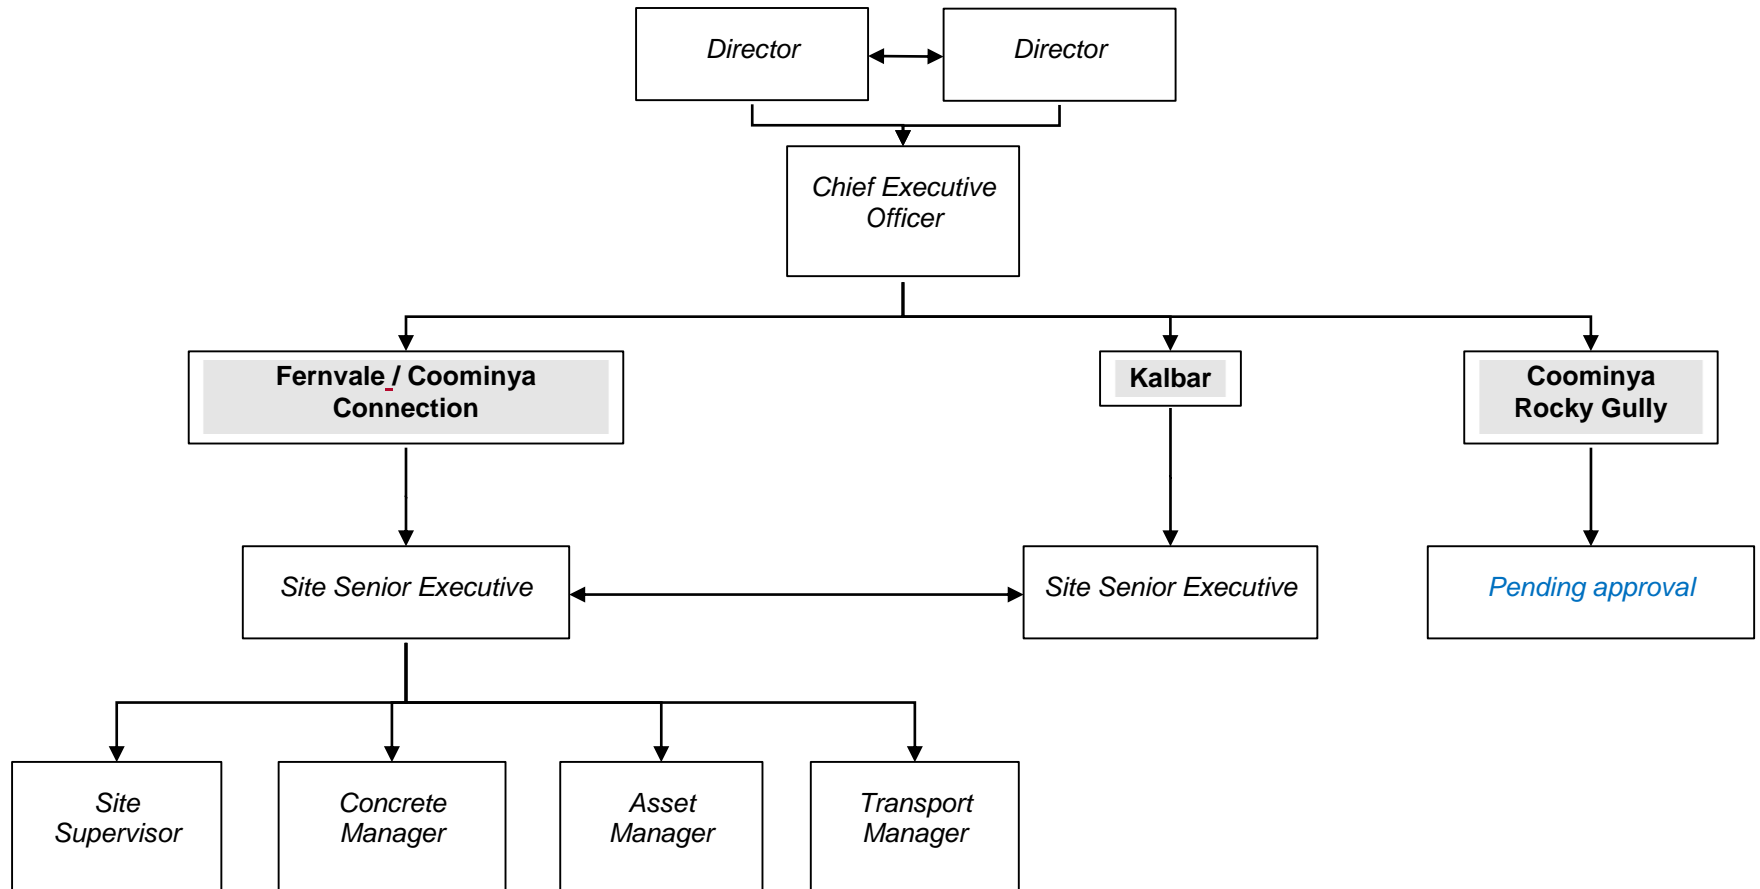 Director
Director
Chief Executive
Officer
Fernvale / Coominya
Connection
Kalbar
Coominya
Rocky Gully
Site Senior Executive
Site Senior Executive
Pending approval
Site
Supervisor
Concrete
Manager
Asset
Manager
Transport
Manager